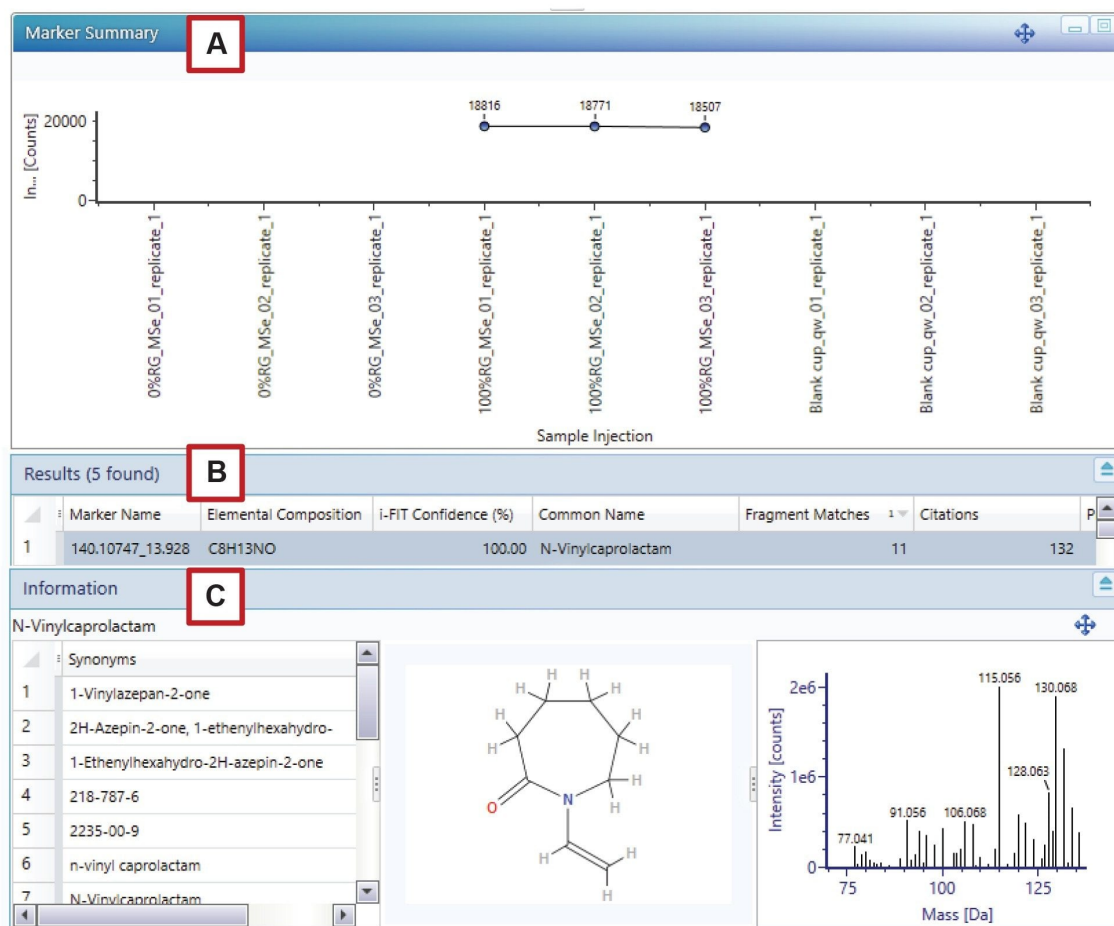 Marker Summary
A
18816
18771
18507
20000
0
In... [Counts]
0%RG_MSe_01_replicate_1
0%RG_MSe_02_replicate_1
0%RG_MSe_03_replicate_1
100%RG_MSe_01_replicate_1
100%RG_MSe_02_replicate_1
100%RG_MSe_03_replicate_1
Blank cup_qw_01_replicate_1
Blank cup_qw_02_replicate_1
Blank cup_qw_03_replicate_1
Sample Injection
Results (5 found)
B
Marker Name Elemental Composition i-FIT Confidence (%) Common Name Fragment Matches 1 Citations P
1 140.10747_13.928 C8H13NO 100.00 N-Vinylcaprolactam 11 132
Information
C
N-Vinylcaprolactam
Synonyms
1 1-Vinylazepan-2-one
2 2H-Azepin-2-one, 1-ethenylhexahydro-
3 1-Ethenylhexahydro-2H-azepin-2-one
4 218-787-6
5 2235-00-9
6 n-vinyl caprolactam
7 N-Vinylcaprolactam
H H H H
H H
H H
O N H
H
H H
H
115.056
130.068
2e6
128.063
1e6
91.056
106.068
77.041
0
Intensity [counts]
75 100 125
Mass [Da]